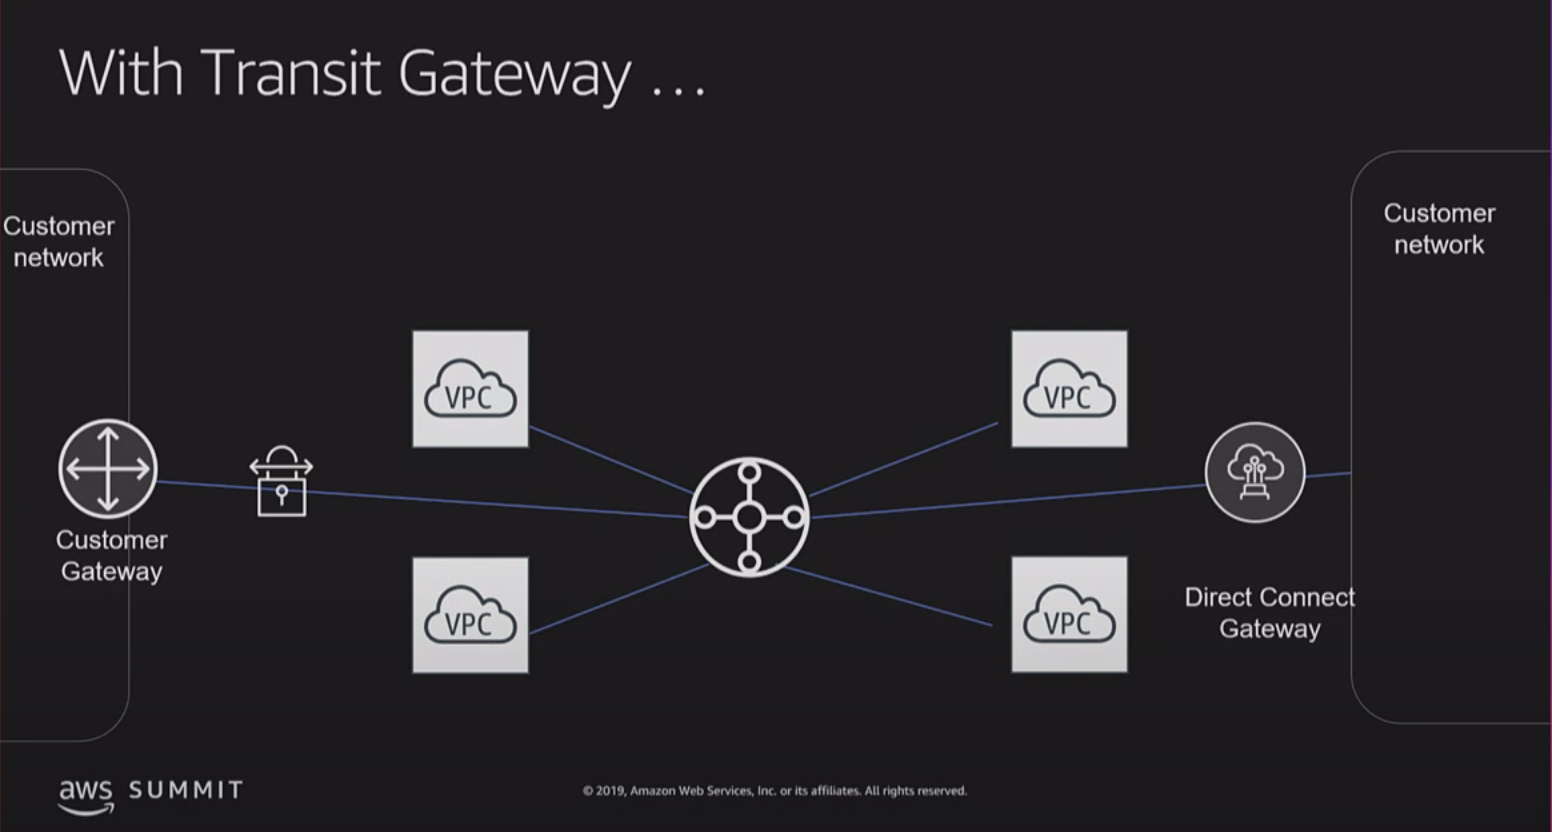 With Transit Gateway ...
Customer
network
Customer
network
VPC
VPC
Customer
Gateway
VPC
VPC
Direct Connect
Gateway
aws SUMMIT
© 2019, Amazon Web Services, Inc. or its affiliates. All rights reserved.